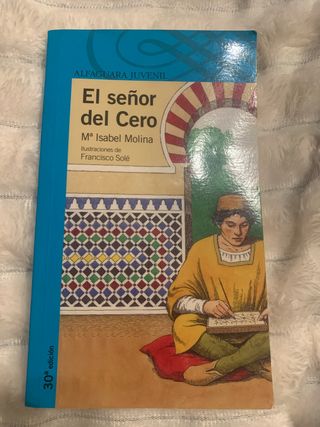 ALFAGUARA JUVENIL
El señor
del Cero
Mª Isabel Molina
Ilustraciones de
Francisco Solé
30ª edición